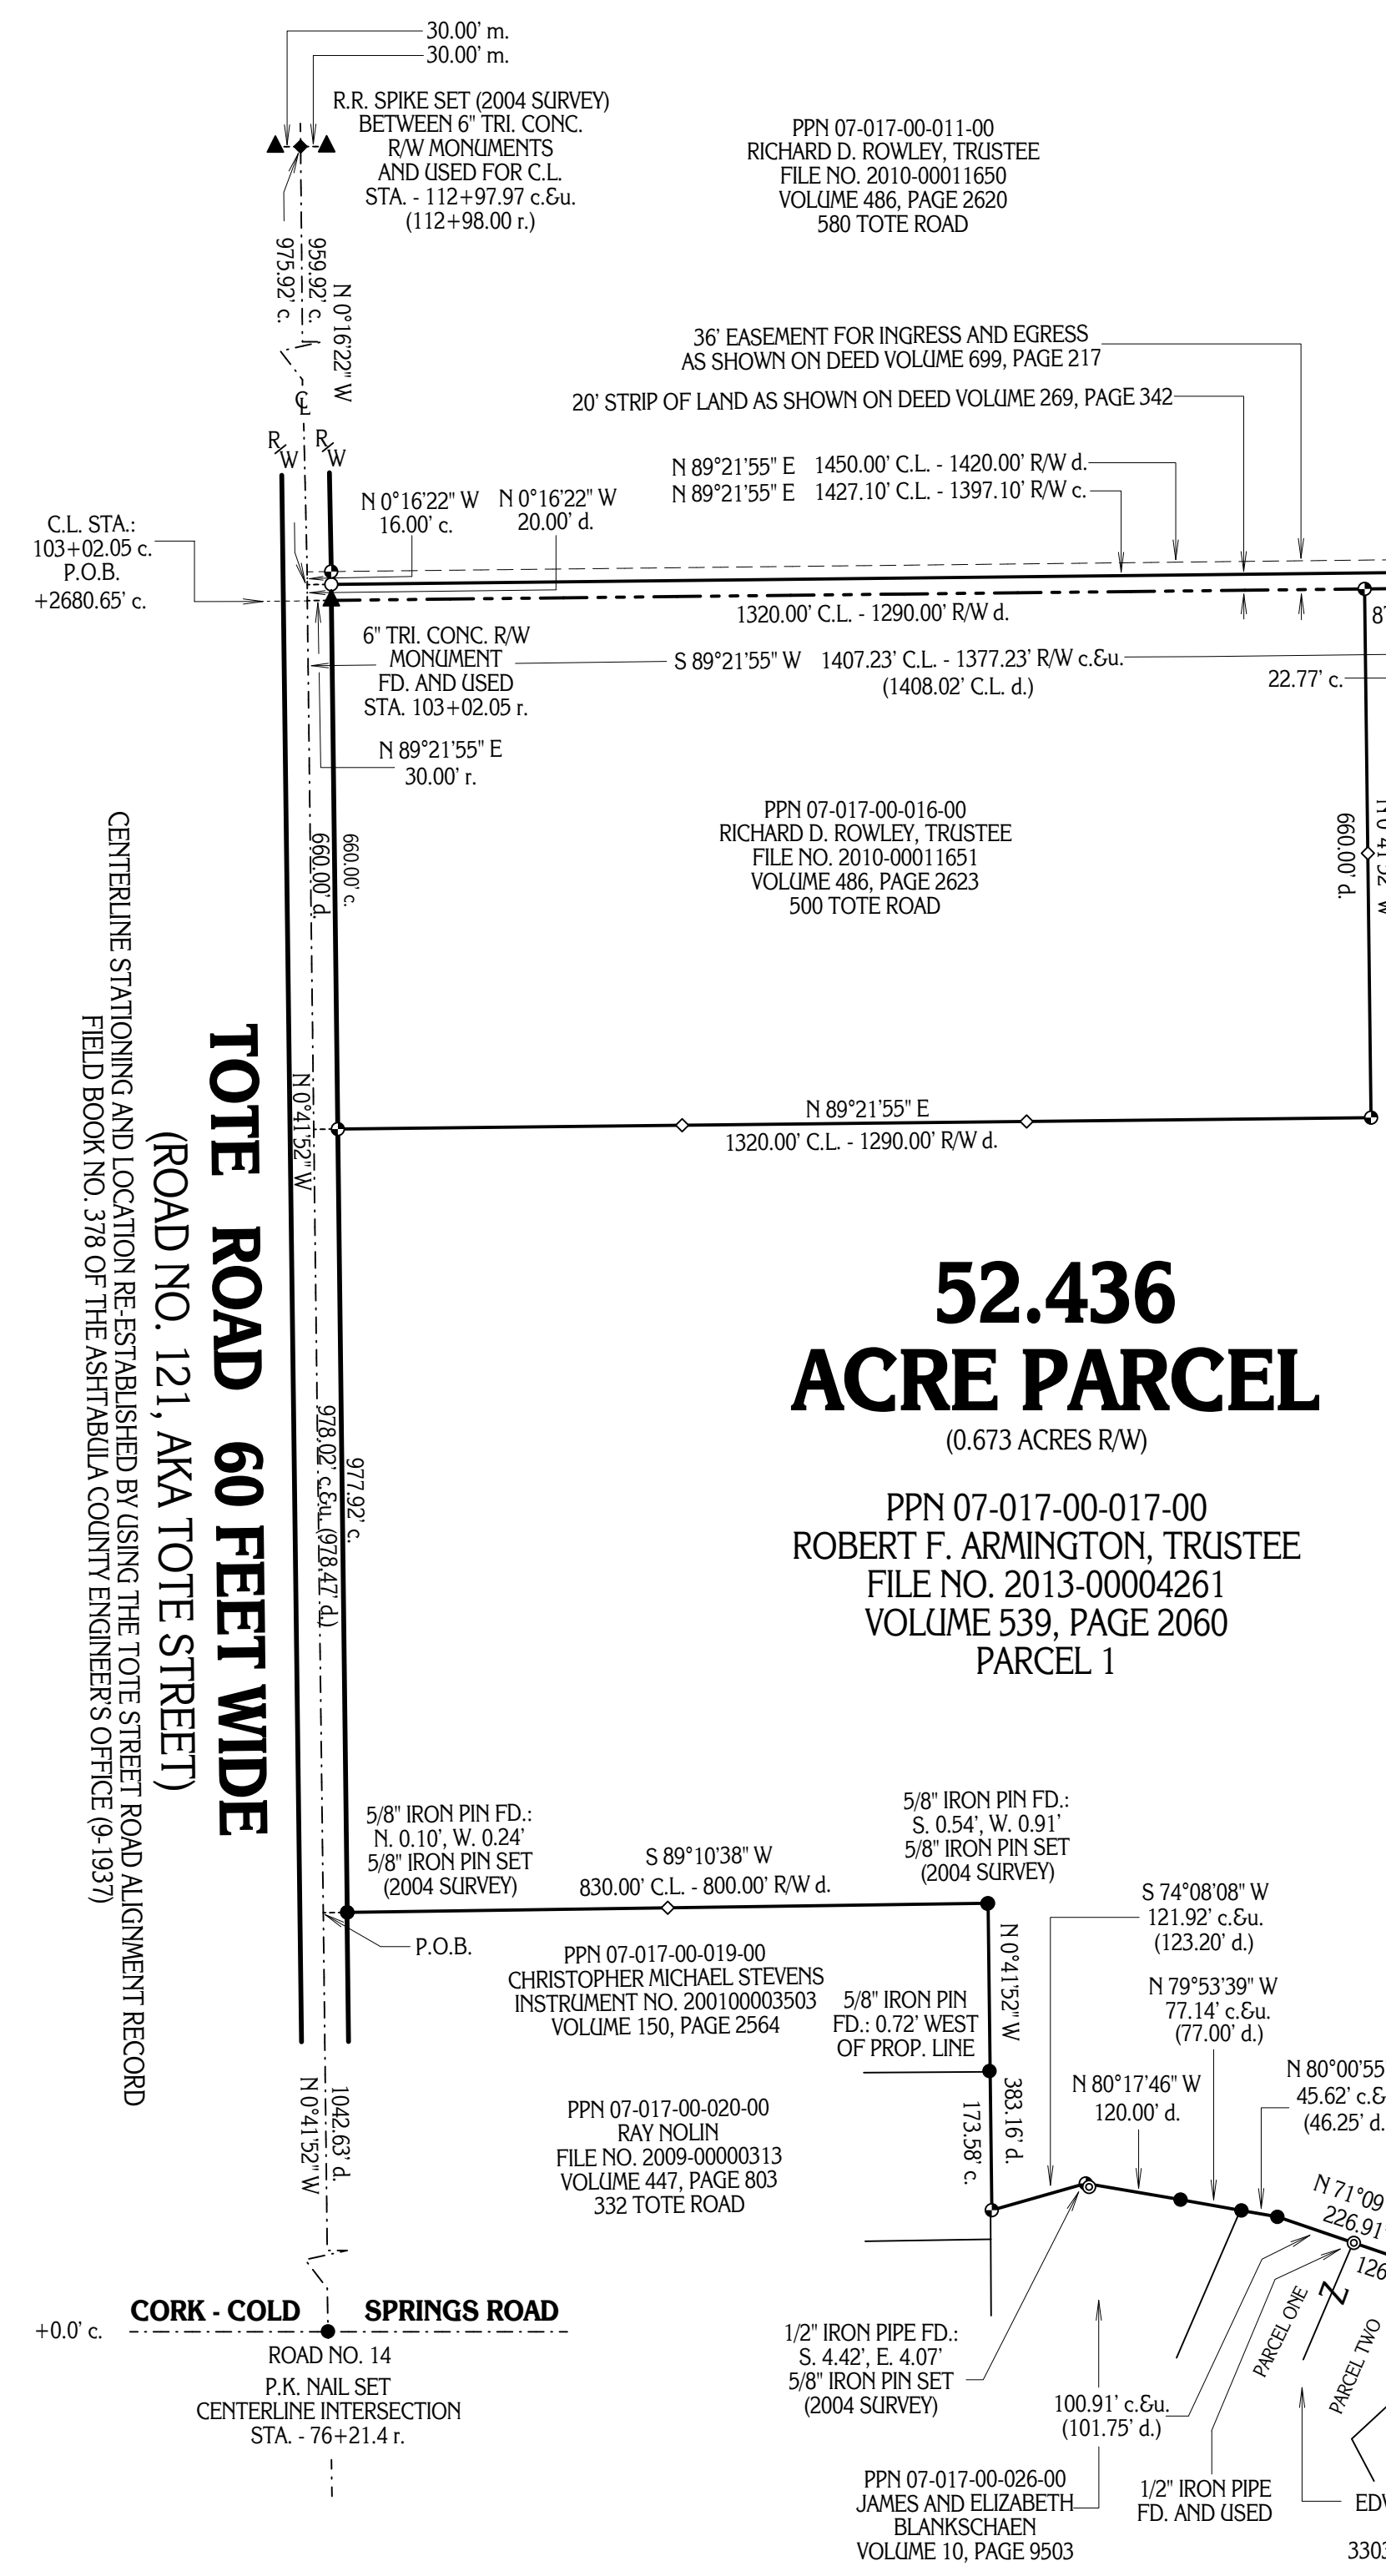 30.00' m.
30.00' m.
R.R. SPIKE SET (2004 SURVEY)
BETWEEN 6" TRI. CONC.
R/W MONUMENTS
AND USED FOR C.L.
STA. - 112+97.97 c.&u.
(112+98.00 r.)
PPN 07-017-00-011-00
RICHARD D. ROWLEY, TRUSTEE
FILE NO. 2010-00011650
VOLUME 486, PAGE 2620
580 TOTE ROAD
975.92' c.
959.92' c.
N 0°16'22" W
36' EASEMENT FOR INGRESS AND EGRESS
AS SHOWN ON DEED VOLUME 699, PAGE 217
20' STRIP OF LAND AS SHOWN ON DEED VOLUME 269, PAGE 342
CL
R/W
R/W
N 89°21'55" E 1450.00' C.L. - 1420.00' R/W d.
N 89°21'55" E 1427.10' C.L. - 1397.10' R/W c.
N 0°16'22" W
16.00' c.
N 0°16'22" W
20.00' d.
C.L. STA.:
103+02.05 c.
P.O.B.
+2680.65' c.
1320.00' C.L. - 1290.00' R/W d.
6" TRI. CONC. R/W
MONUMENT
FD. AND USED
STA. 103+02.05 r.
S 89°21'55" W 1407.23' C.L. - 1377.23' R/W c.&u.
(1408.02' C.L. d.)
22.77' c.
N 89°21'55" E
30.00' r.
PPN 07-017-00-016-00
RICHARD D. ROWLEY, TRUSTEE
FILE NO. 2010-00011651
VOLUME 486, PAGE 2623
500 TOTE ROAD
660.00' d.
660.00' c.
660.00' d.
N 0°41'52" W
CENTERLINE STATIONING AND LOCATION RE-ESTABLISHED BY USING THE TOTE STREET ROAD ALIGNMENT RECORD
FIELD BOOK NO. 378 OF THE ASHTABULA COUNTY ENGINEER'S OFFICE (9-1937)
TOTE ROAD 60 FEET WIDE
(ROAD NO. 121, AKA TOTE STREET)
N 0°41'52" W
N 89°21'55" E
1320.00' C.L. - 1290.00' R/W d.
52.436
ACRE PARCEL
(0.673 ACRES R/W)
PPN 07-017-00-017-00
ROBERT F. ARMINGTON, TRUSTEE
FILE NO. 2013-00004261
VOLUME 539, PAGE 2060
PARCEL 1
978.02' c.&u. (978.47' d.)
977.92' c.
5/8" IRON PIN FD.:
N. 0.10', W. 0.24'
5/8" IRON PIN SET
(2004 SURVEY)
S 89°10'38" W
830.00' C.L. - 800.00' R/W d.
5/8" IRON PIN FD.:
S. 0.54', W. 0.91'
5/8" IRON PIN SET
(2004 SURVEY)
P.O.B.
PPN 07-017-00-019-00
CHRISTOPHER MICHAEL STEVENS
INSTRUMENT NO. 200100003503
VOLUME 150, PAGE 2564
5/8" IRON PIN
FD.: 0.72' WEST
OF PROP. LINE
N 0°41'52" W
383.16' d.
173.58' c.
S 74°08'08" W
121.92' c.&u.
(123.20' d.)
N 79°53'39" W
77.14' c.&u.
(77.00' d.)
N 80°17'46" W
120.00' d.
N 80°00'55
45.62' c.&
(46.25' d.
N 71°09
226.91'
126
N 0°41'52" W
1042.63' d.
PPN 07-017-00-020-00
RAY NOLIN
FILE NO. 2009-00000313
VOLUME 447, PAGE 803
332 TOTE ROAD
CORK - COLD SPRINGS ROAD
+0.0' c.
ROAD NO. 14
P.K. NAIL SET
CENTERLINE INTERSECTION
STA. - 76+21.4 r.
1/2" IRON PIPE FD.:
S. 4.42', E. 4.07'
5/8" IRON PIN SET
(2004 SURVEY)
100.91' c.&u.
(101.75' d.)
PARCEL ONE
Z
PARCEL TWO
PPN 07-017-00-026-00
JAMES AND ELIZABETH
BLANKSCHAEN
VOLUME 10, PAGE 9503
1/2" IRON PIPE
FD. AND USED